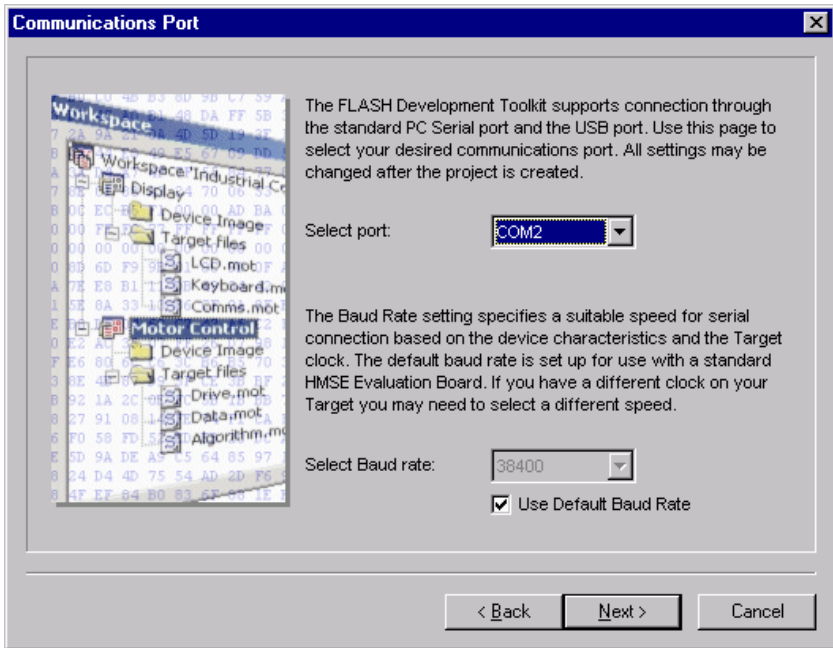 Communications Port
Workspace
Workspace 'Industrial Ce
Display
Device Image
Target files
LCD.mot
Keyboard.m
Comms.mot
Motor Control
Device Image
Target files
Drive.mot
Data.mot
Algorithm.m
The FLASH Development Toolkit supports connection through
the standard PC Serial port and the USB port. Use this page to
select your desired communications port. All settings may be
changed after the project is created.
Select port:
COM2
The Baud Rate setting specifies a suitable speed for serial
connection based on the device characteristics and the Target
clock. The default baud rate is set up for use with a standard
HMSE Evaluation Board. If you have a different clock on your
Target you may need to select a different speed.
Select Baud rate:
38400
Use Default Baud Rate
< Back
Next >
Cancel